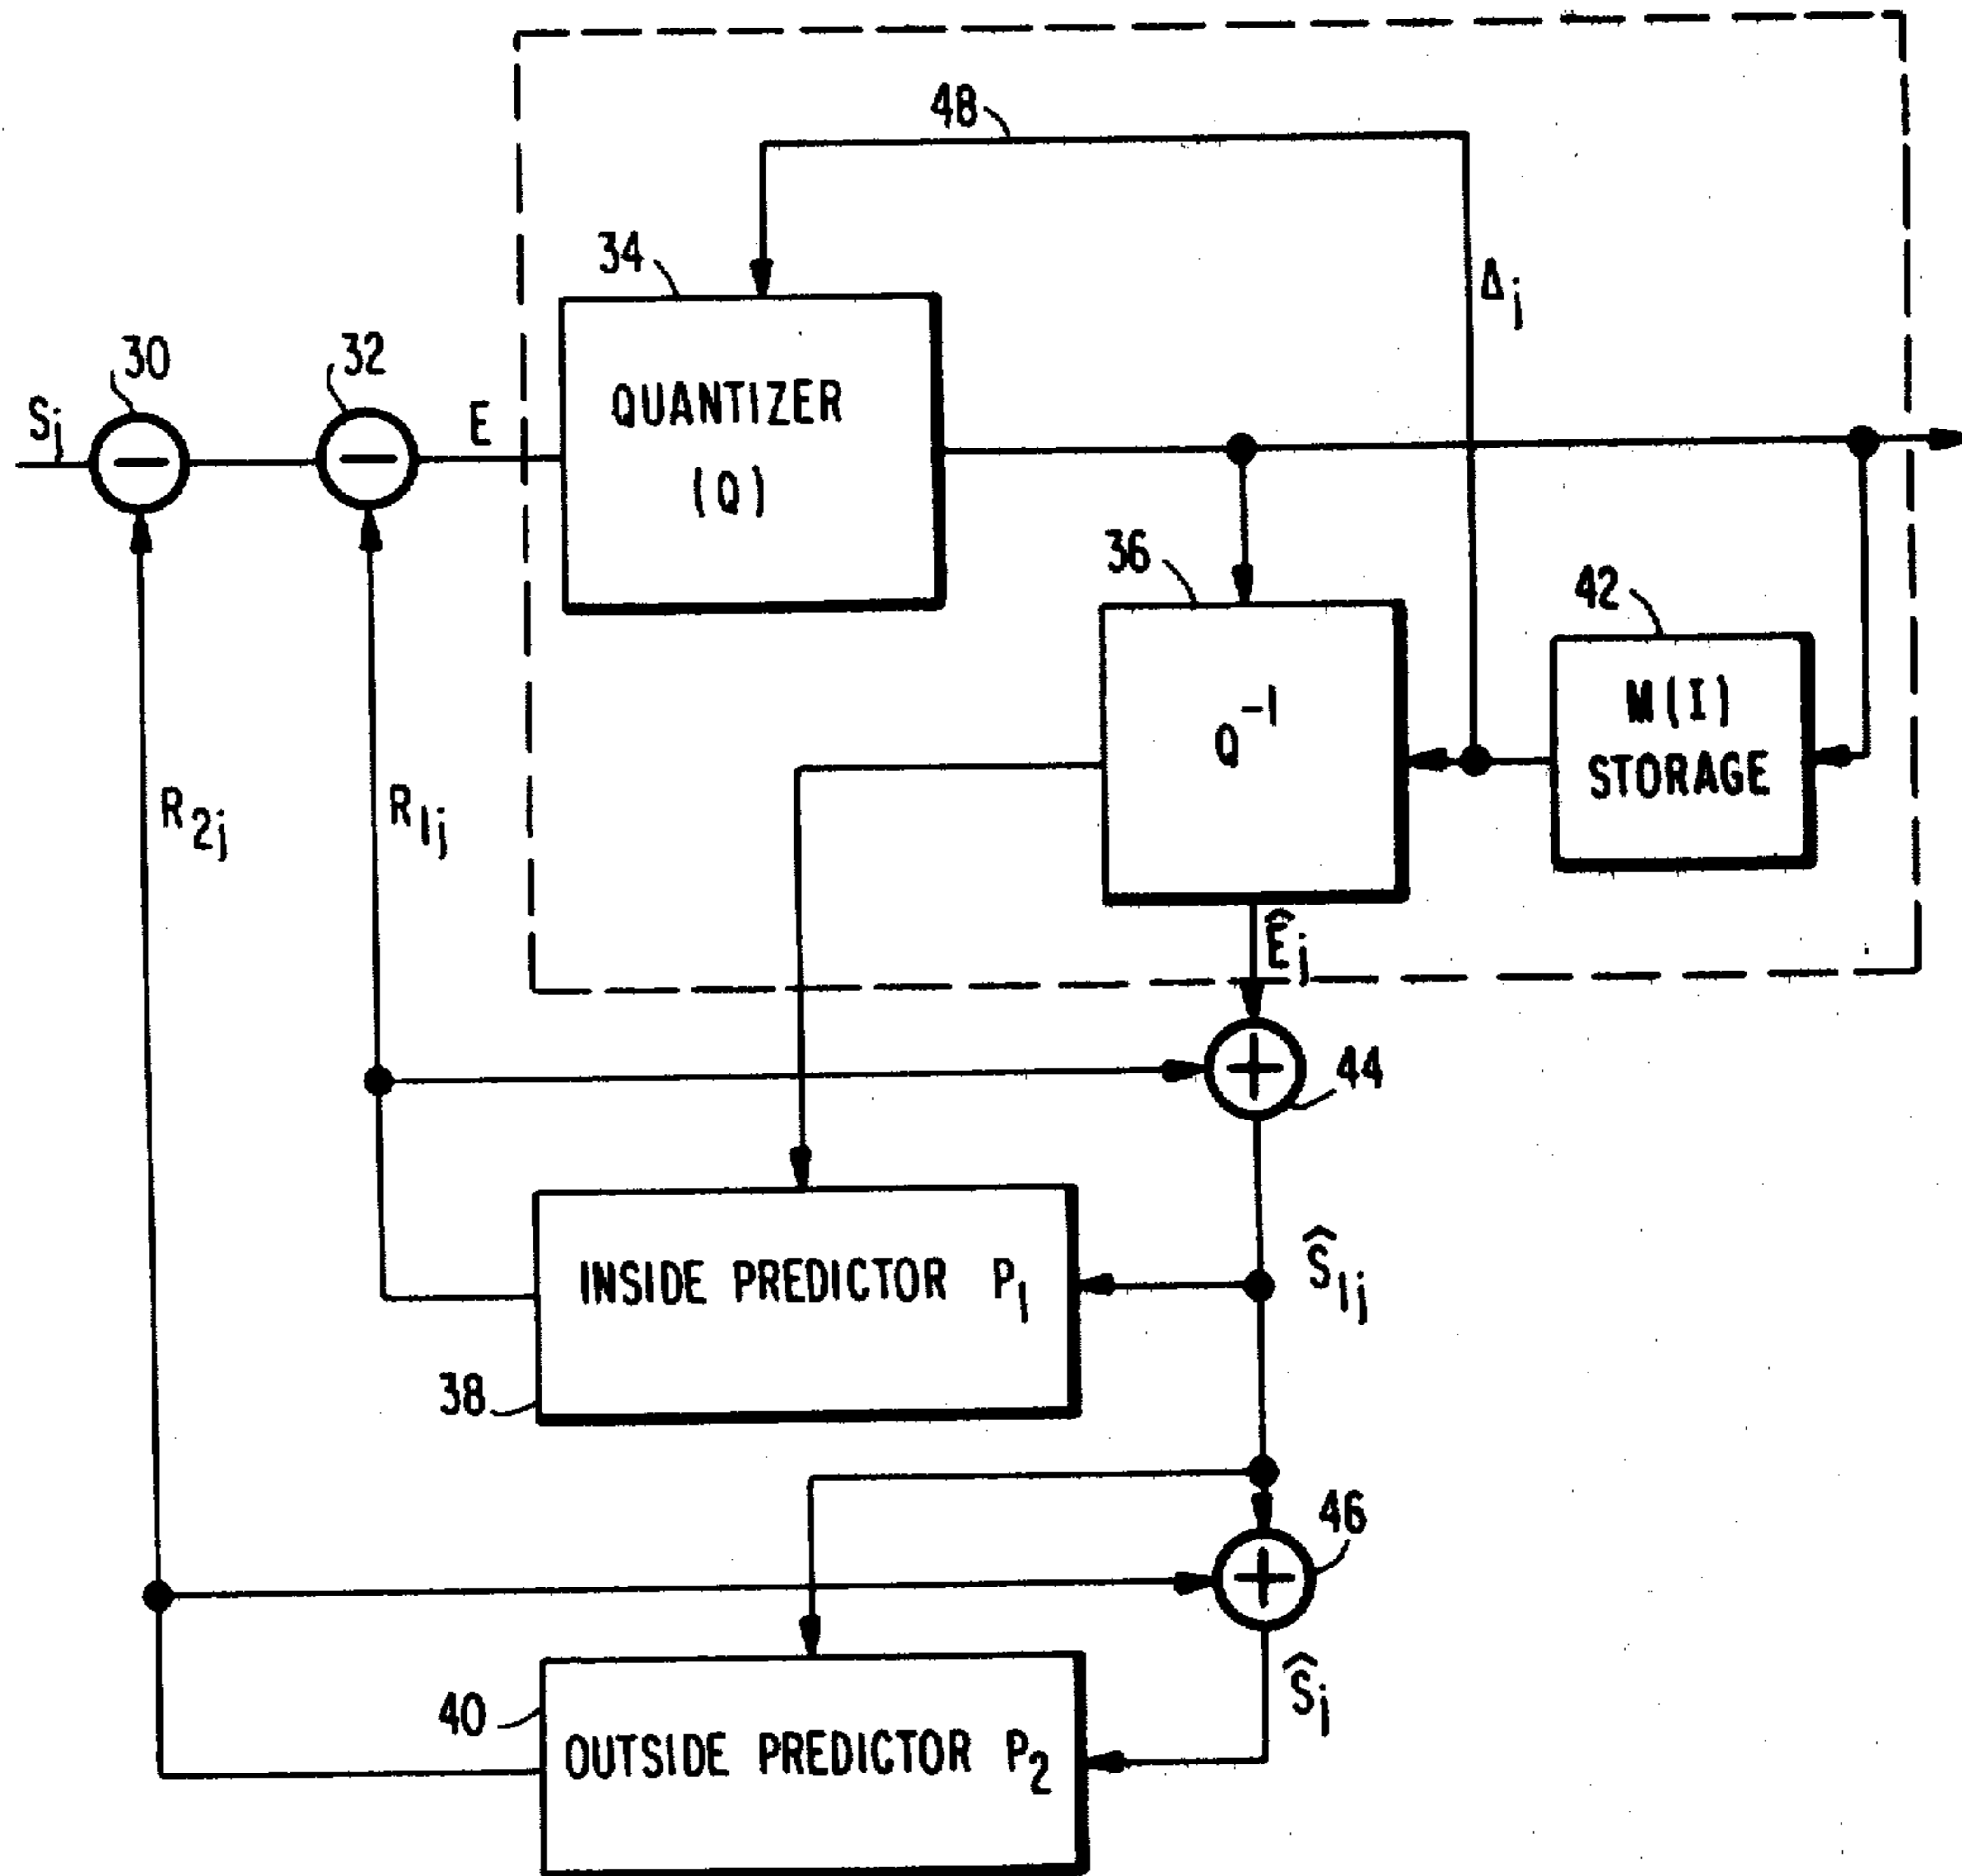 48
34
Δj
30
32
Sj
E
QUANTIZER
(Q)
36
42
Q⁻¹
M(I)
STORAGE
R2j
R1j
Êj
44
INSIDE PREDICTOR P1
Ŝ1j
38
46
40
Ŝj
OUTSIDE PREDICTOR P2